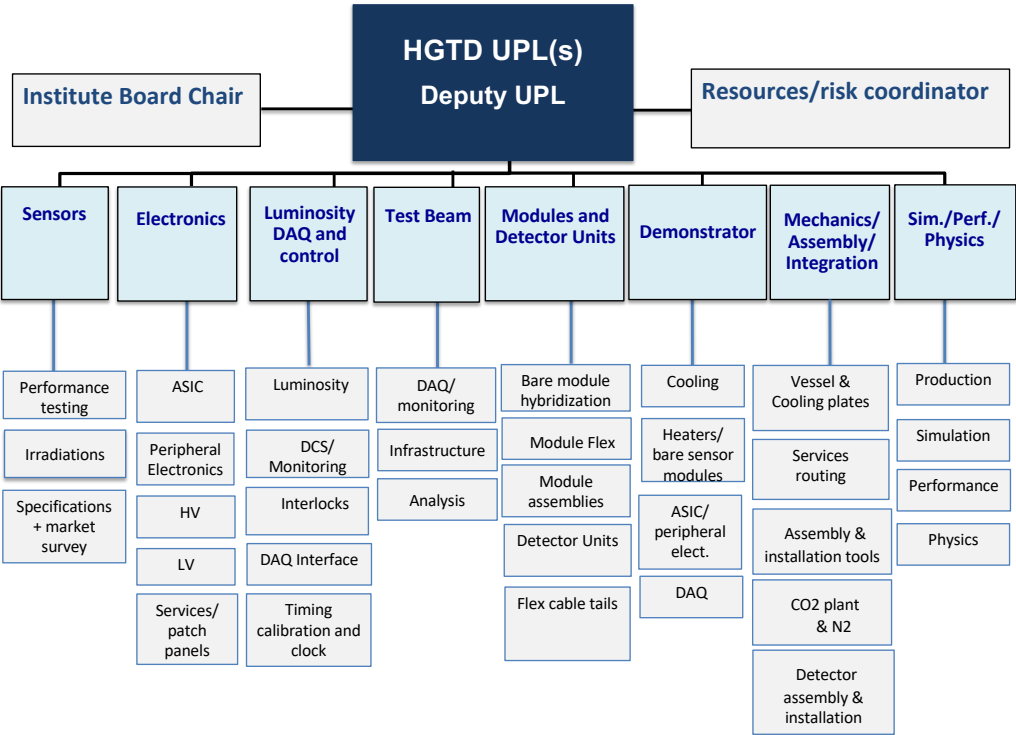 HGTD UPL(s)
Deputy UPL
Institute Board Chair
Resources/risk coordinator
Sensors
Electronics
Luminosity
DAQ and
control
Test Beam
Modules and
Detector Units
Demonstrator
Mechanics/
Assembly/
Integration
Sim./Perf./
Physics
Performance
testing
Irradiations
Specifications
+ market
survey
ASIC
Peripheral
Electronics
HV
LV
Services/
patch
panels
Luminosity
DCS/
Monitoring
Interlocks
DAQ Interface
Timing
calibration and
clock
DAQ/
monitoring
Infrastructure
Analysis
Bare module
hybridization
Module Flex
Module
assemblies
Detector Units
Flex cable tails
Cooling
Heaters/
bare sensor
modules
ASIC/
peripheral
elect.
DAQ
Vessel &
Cooling plates
Services
routing
Assembly &
installation tools
CO2 plant
& N2
Detector
assembly &
installation
Production
Simulation
Performance
Physics